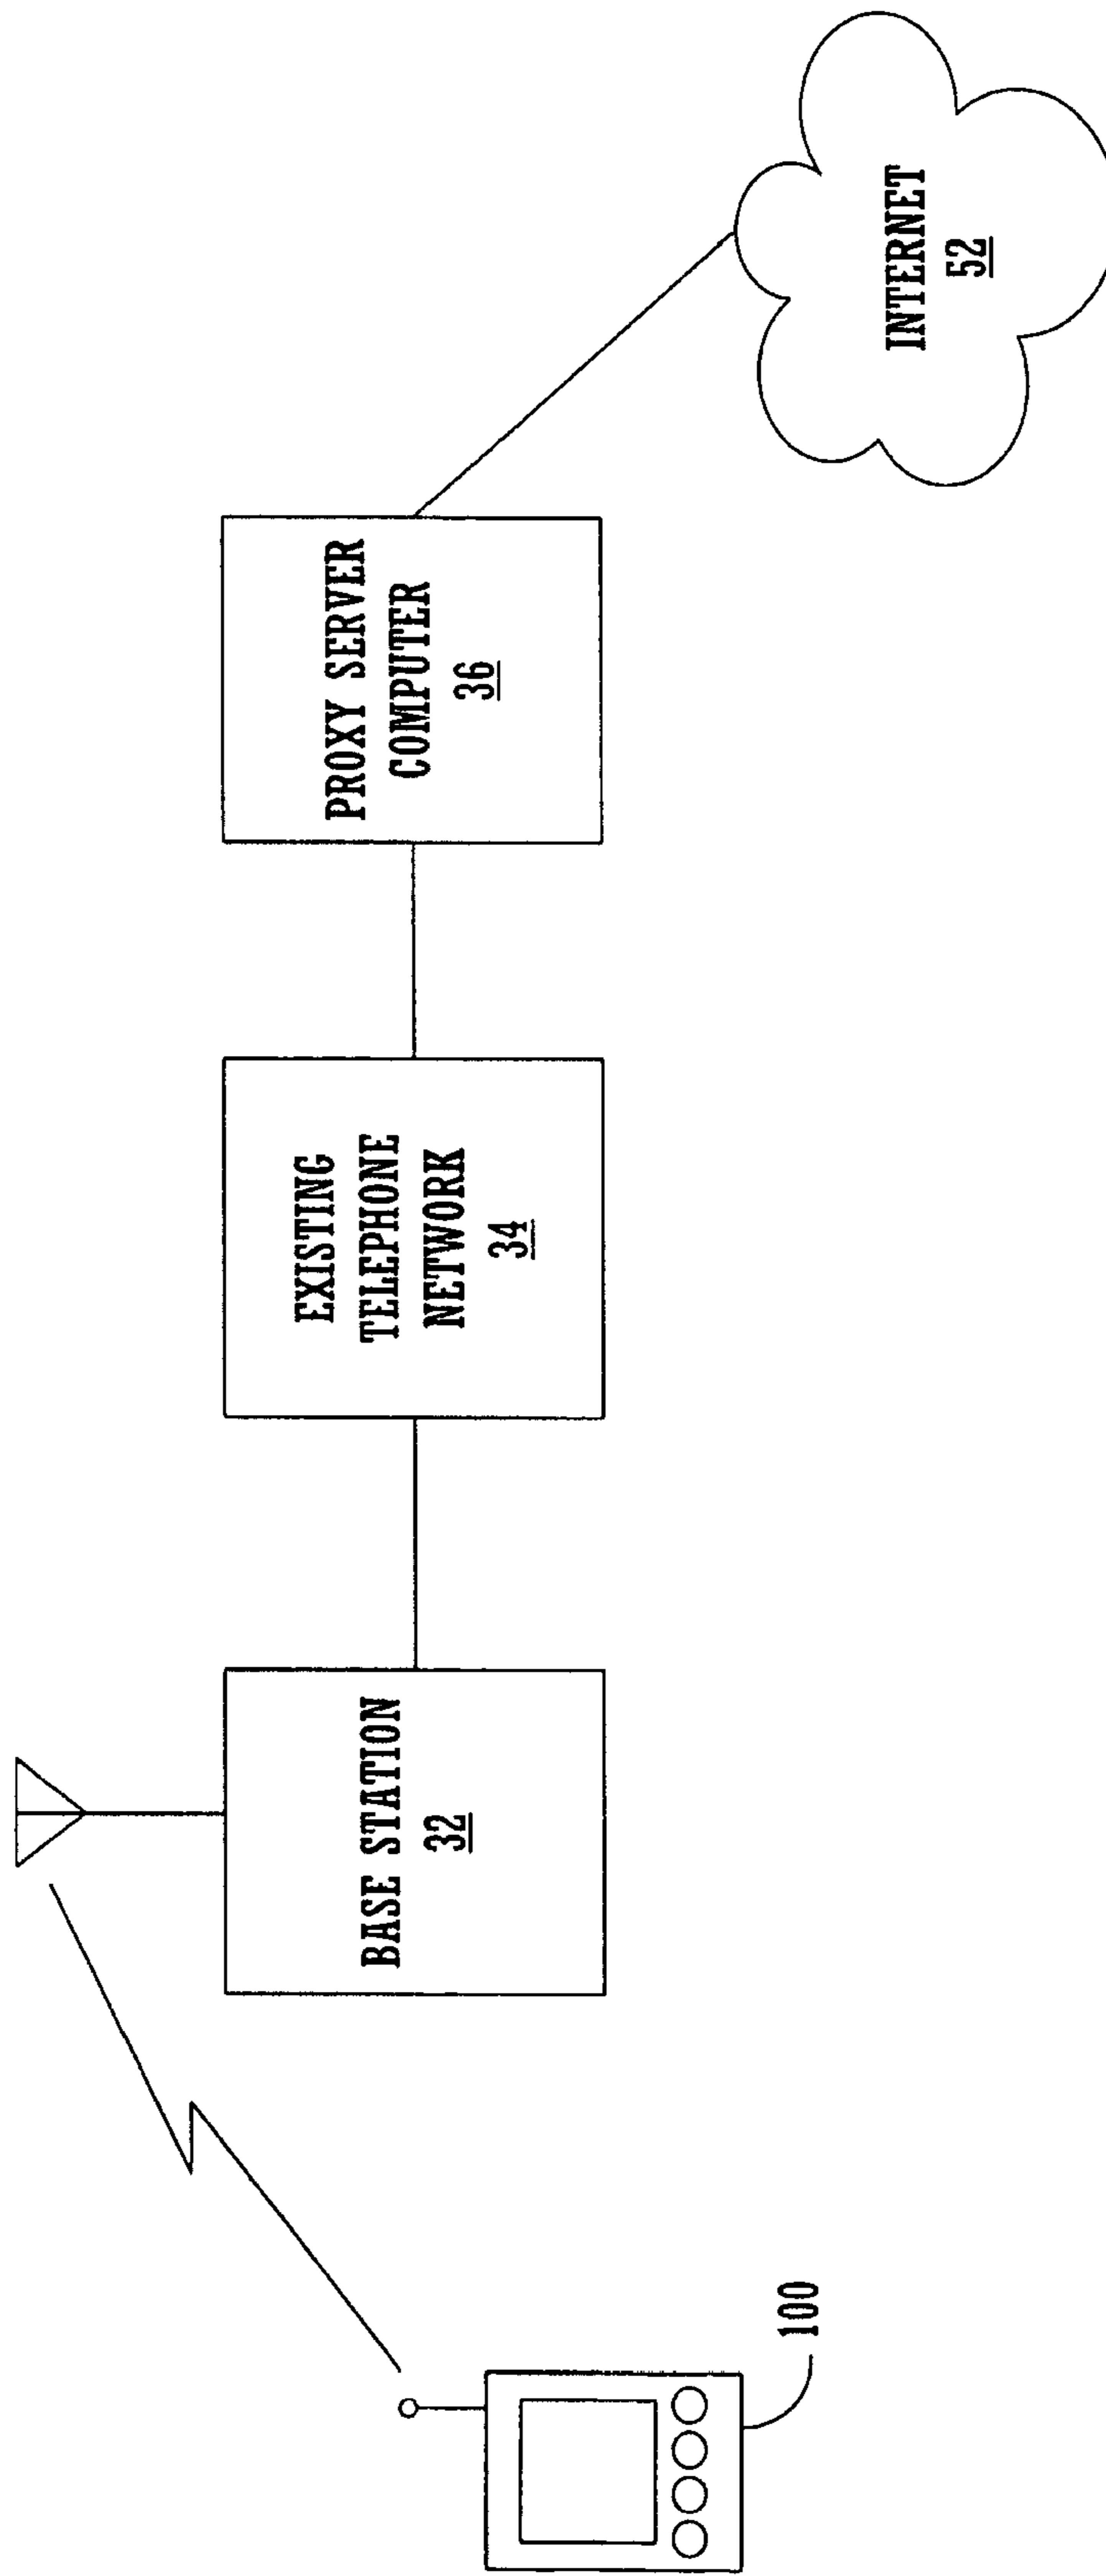 100
BASE STATION
32
EXISTING
TELEPHONE
NETWORK
34
PROXY SERVER
COMPUTER
36
INTERNET
52